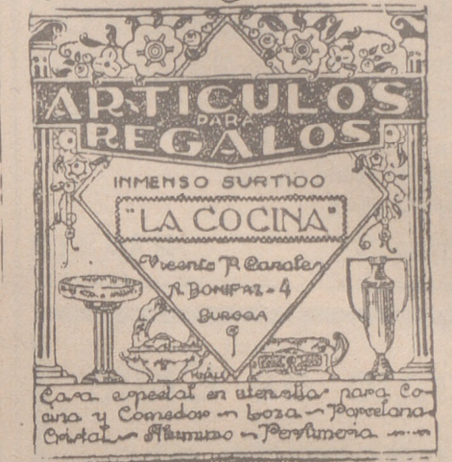 ARTICULOS
PARA
REGALOS
INMENSO SURTIDO
"LA COCINA"
Vicente R. Canales
R. BONIFAZ - 4
BURGOS
Casa especial en utensilios para Co-
cina y Comedor - Loza - Porcelana
Cristal - Aluminio - Perfumeria